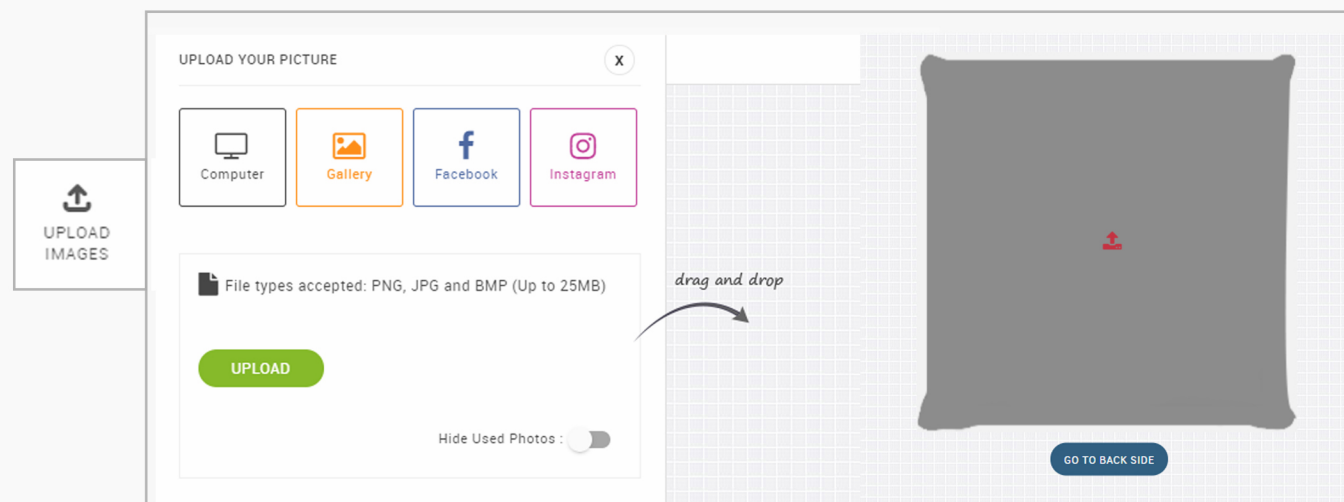 UPLOAD YOUR PICTURE
X
Computer
Gallery
Facebook
Instagram
UPLOAD
IMAGES
File types accepted: PNG, JPG and BMP (Up to 25MB)
drag and drop
UPLOAD
Hide Used Photos :
GO TO BACK SIDE